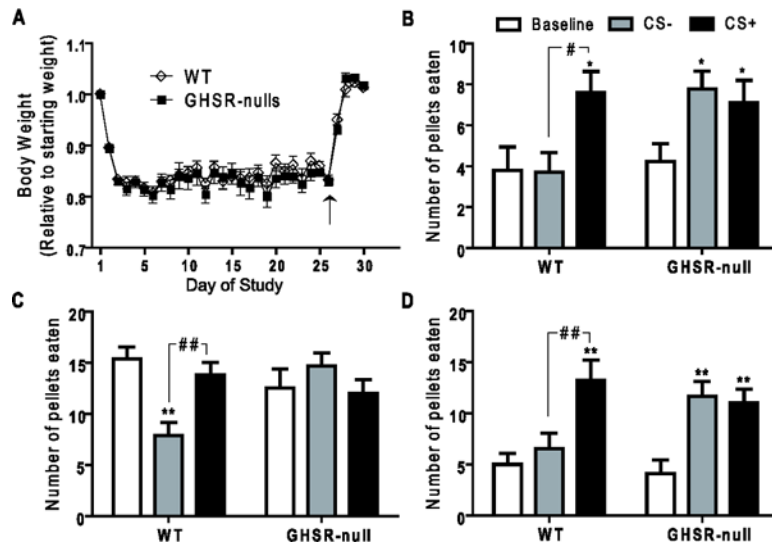 A
WT
GHSR-nulls
Body Weight
(Relative to starting weight)
1.1
1.0
0.9
0.8
0.7
1 5 10 15 20 25 30
Day of Study
B
Baseline CS- CS+
Number of pellets eaten
10
8
6
4
2
0
#
*
* *
WT GHSR-null
C
Number of pellets eaten
20
15
10
5
0
##
**
WT GHSR-null
D
Number of pellets eaten
20
15
10
5
0
##
**
** **
WT GHSR-null